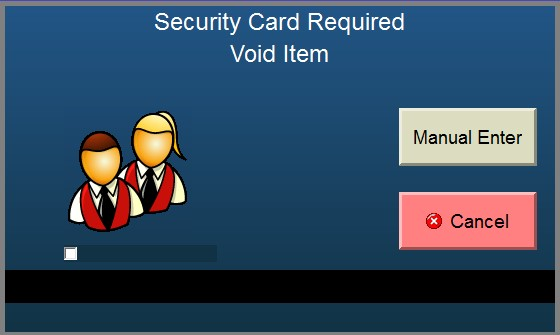 Security Card Required
Void Item
Manual Enter
Cancel